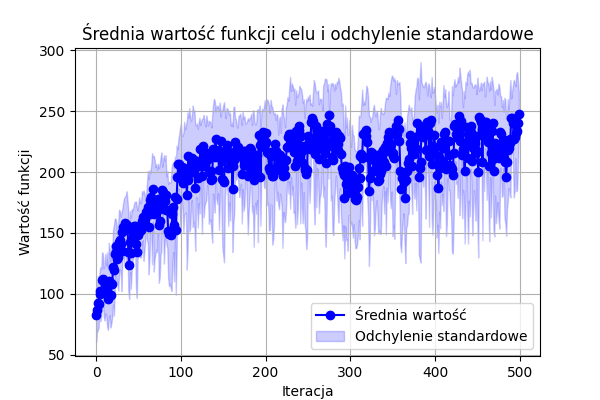 Średnia wartość funkcji celu i odchylenie standardowe
300
250
200
150
100
50
Wartość funkcji
0 100 200 300 400 500
Iteracja
Średnia wartość
Odchylenie standardowe